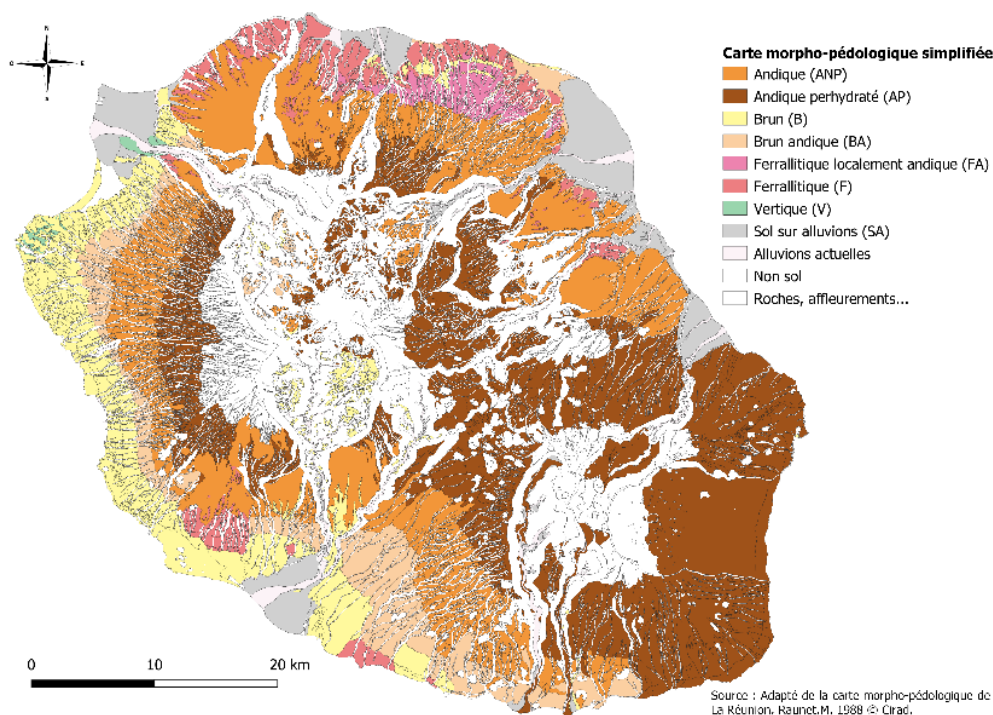 N
O
E
S
Carte morpho-pédologique simplifiée
Andique (ANP)
Andique perhydraté (AP)
Brun (B)
Brun andique (BA)
Ferrallitique localement andique (FA)
Ferrallitique (F)
Vertique (V)
Sol sur alluvions (SA)
Alluvions actuelles
Non sol
Roches, affleurements...
0 10 20 km
Source : Adapté de la carte morpho-pédologique de
La Réunion. Raunet.M. 1988 © Cirad.